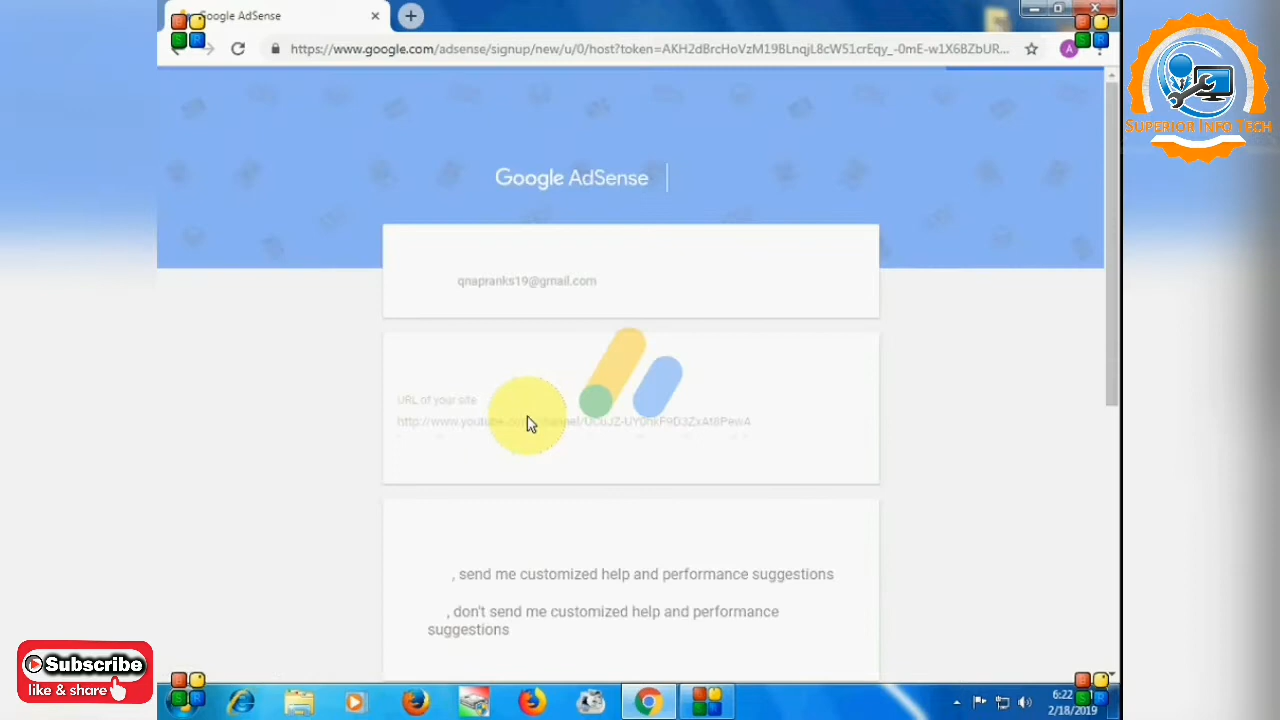 Google AdSense
https://www.google.com/adsense/signup/new/u/0/host?token=AKH2dBrcHoVzM19BLnqjL8cW51crEqy_-0mE-w1X6BZbUR...
A
SUPERIOR INFO TECH
Google AdSense
qnapranks19@gmail.com
URL of your site
, send me customized help and performance suggestions
, don't send me customized help and performance
suggestions
Subscribe
like & share
6:22
2/18/2019